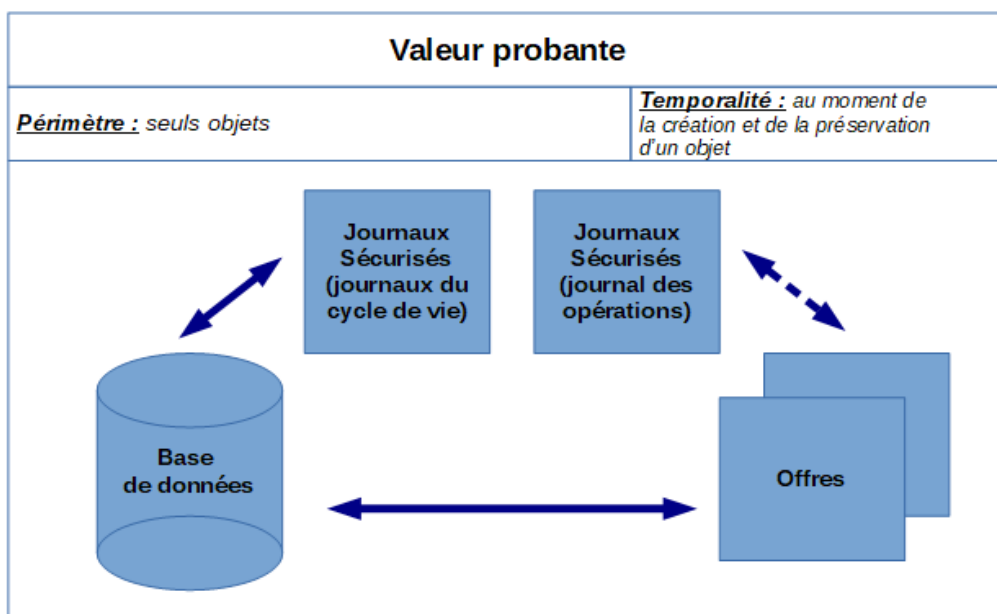 Valeur probante
Périmètre : seuls objets
Temporalité : au moment de
la création et de la préservation
d'un objet
Journaux
Sécurisés
(journaux du
cycle de vie)
Journaux
Sécurisés
(journal des
opérations)
Base
de données
Offres